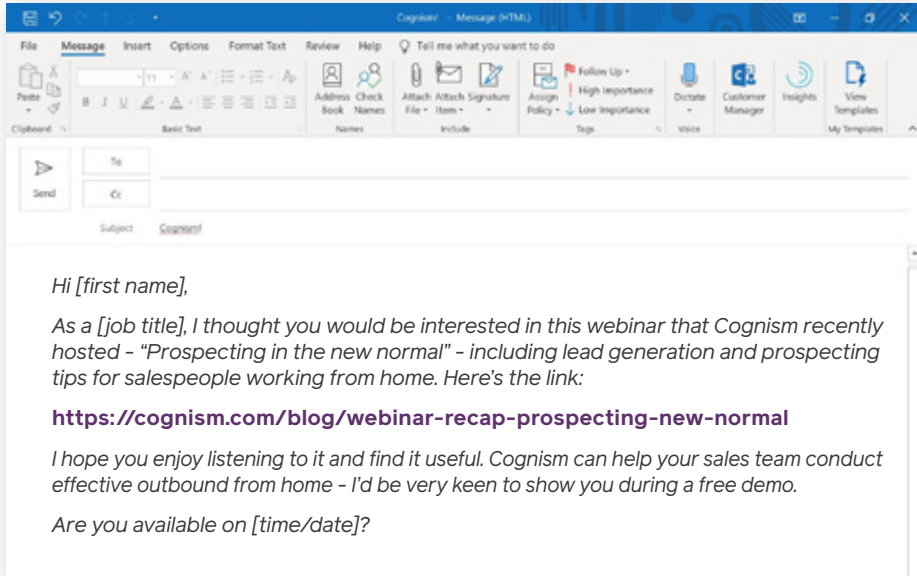 Cognism! - Message (HTML)
File Message Insert Options Format Text Review Help Tell me what you want to do
Paste
Clipboard
11
B I U A
Basic Text
Address Book
Check Names
Names
Attach File
Attach Item
Signature
Include
Assign Policy
Follow Up
High Importance
Low Importance
Tags
Dictate
Voice
Customer Manager
Insights
View Templates
My Templates
Send
To
Cc
Subject Cognism!
Hi [first name],
As a [job title], I thought you would be interested in this webinar that Cognism recently
hosted - “Prospecting in the new normal” - including lead generation and prospecting
tips for salespeople working from home. Here’s the link:
https://cognism.com/blog/webinar-recap-prospecting-new-normal
I hope you enjoy listening to it and find it useful. Cognism can help your sales team conduct
effective outbound from home - I’d be very keen to show you during a free demo.
Are you available on [time/date]?